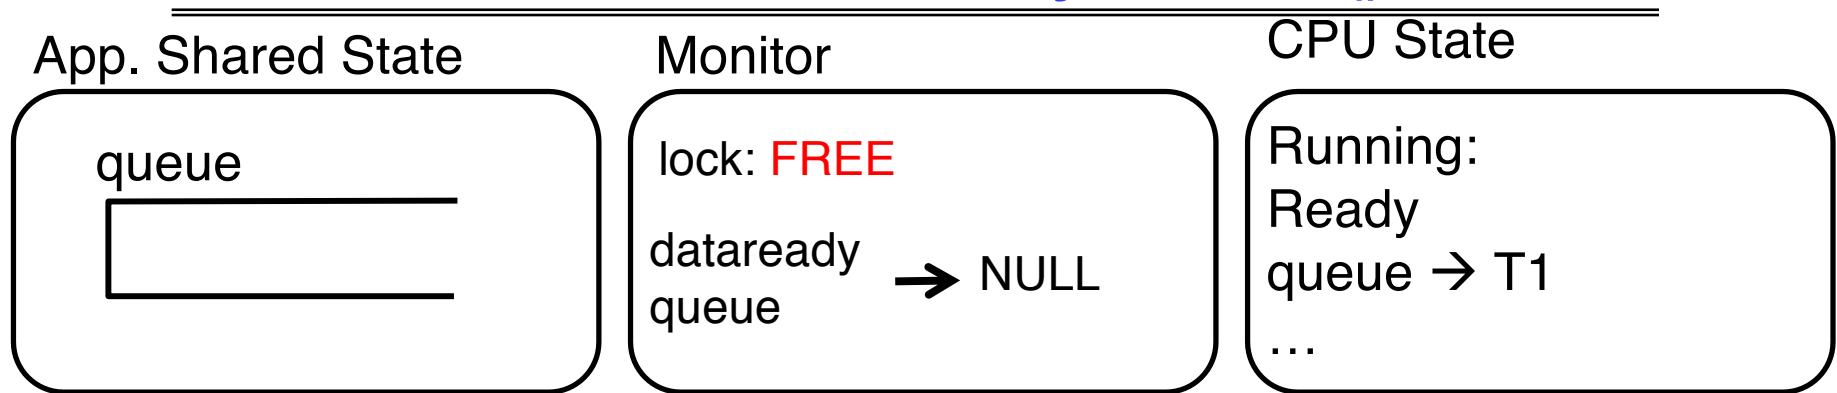 App. Shared State
queue
Monitor
lock: FREE
dataready
queue → NULL
CPU State
Running:
Ready
queue → T1
…